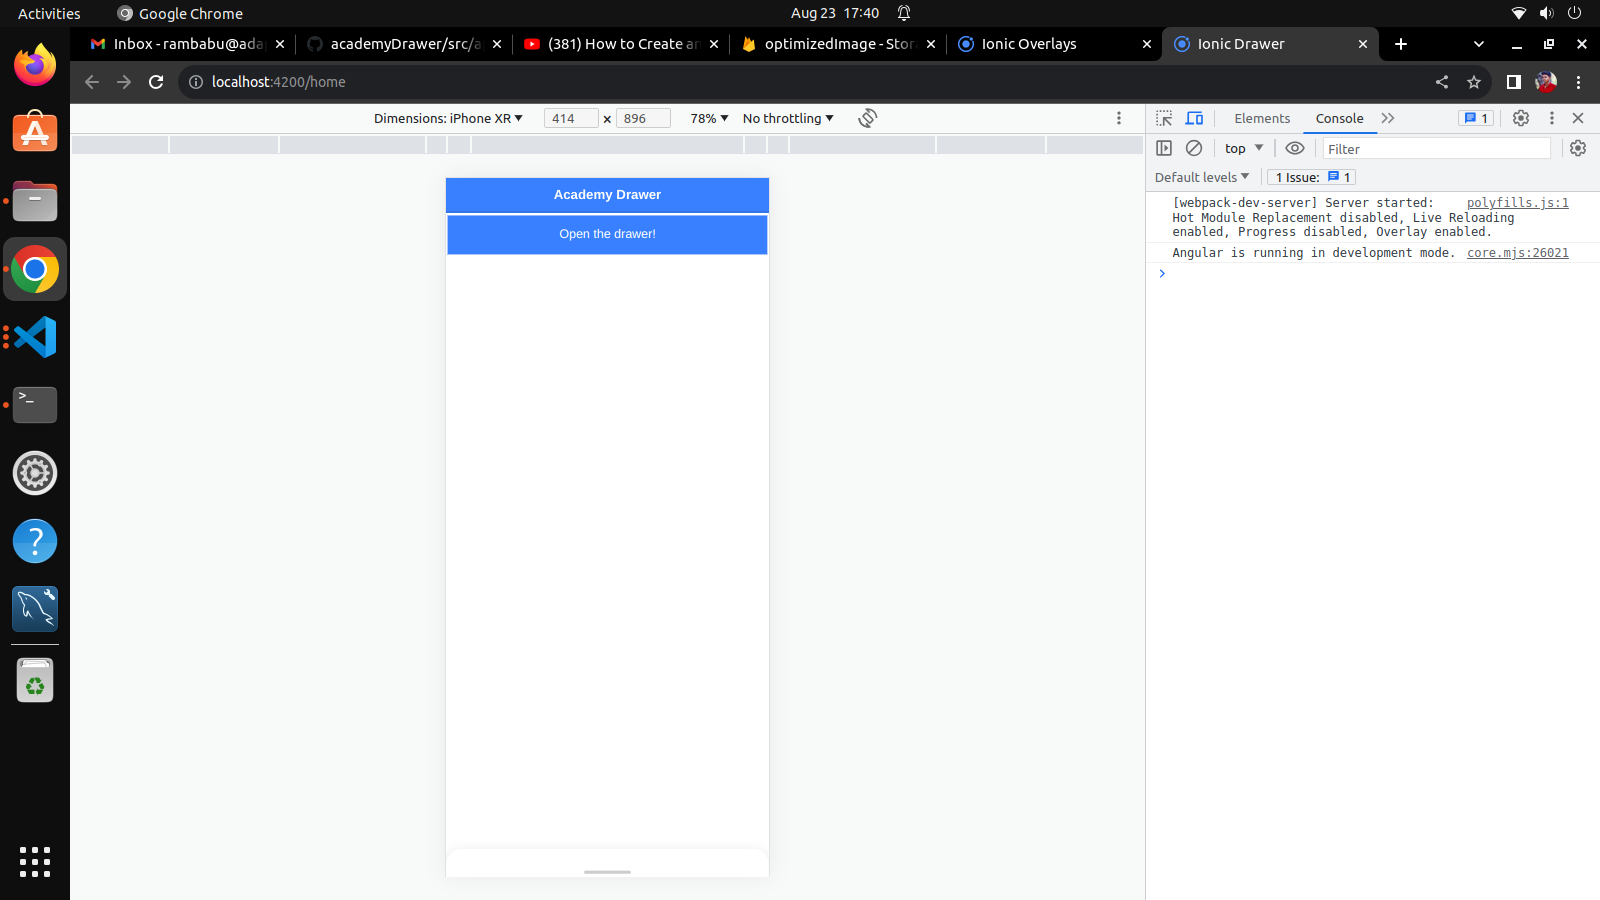 Activities
Google Chrome
Aug 23 17:40
Inbox - rambabu@ada
academyDrawer/src/a
(381) How to Create an
optimizedImage - Stor
Ionic Overlays
Ionic Drawer
localhost:4200/home
Dimensions: iPhone XR
414
×
896
78%
No throttling
Academy Drawer
Open the drawer!
Elements
Console
1
top
Filter
Default levels
1 Issue:
1
[webpack-dev-server] Server started: polyfills.js:1
Hot Module Replacement disabled, Live Reloading
enabled, Progress disabled, Overlay enabled.
Angular is running in development mode. core.mjs:26021
>
>_
?